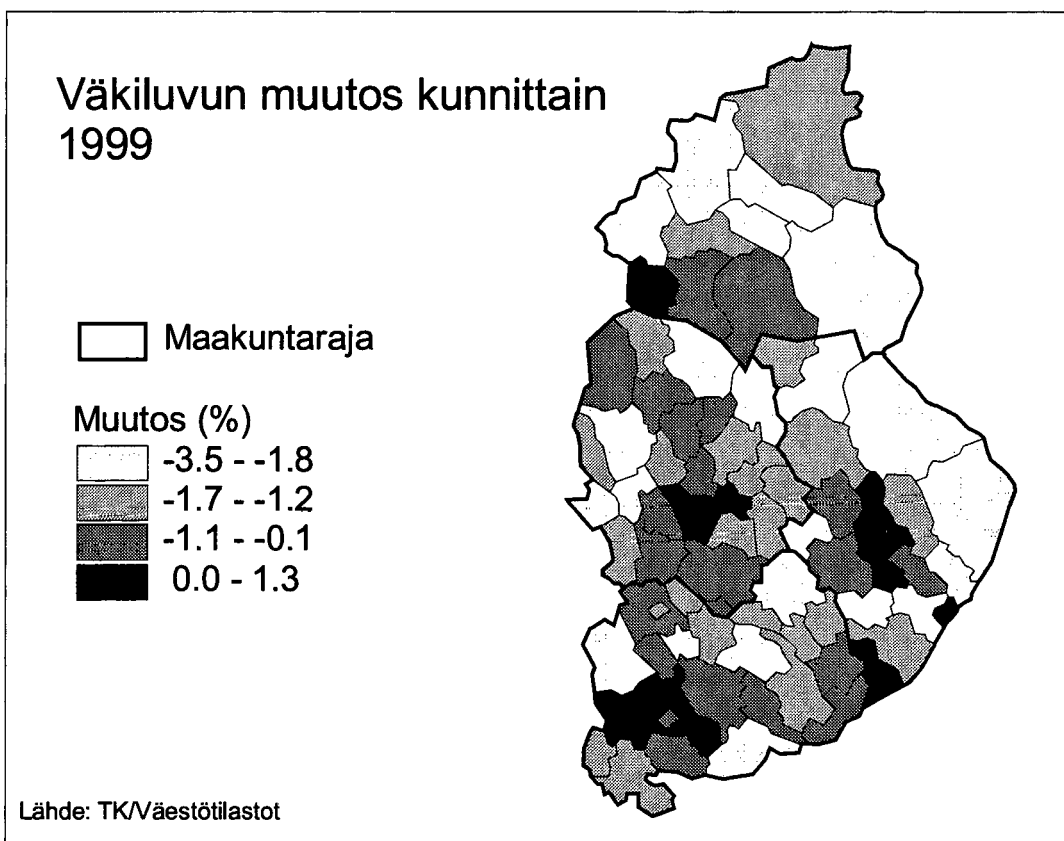 Väkiluvun muutos kunnittain
1999
Maakuntaraja
Muutos (%)
-3.5 - -1.8
-1.7 - -1.2
-1.1 - -0.1
0.0 - 1.3
Lähde: TK/Väestötilastot